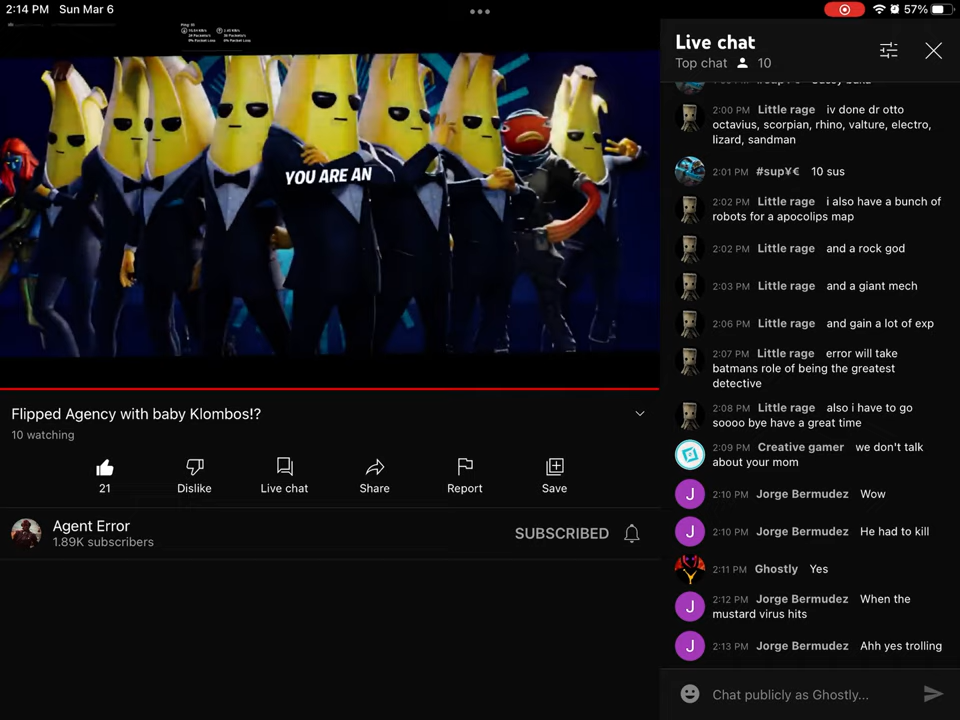 2:14 PM Sun Mar 6
57%
YOU ARE AN
Flipped Agency with baby Klombos!?
10 watching
21
Dislike
Live chat
Share
Report
Save
Agent Error
1.89K subscribers
SUBSCRIBED
Live chat
Top chat 10
2:00 PM Little rage iv done dr otto
octavius, scorpian, rhino, valture, electro,
lizard, sandman
2:01 PM #sup¥€ 10 sus
2:02 PM Little rage i also have a bunch of
robots for a apocolips map
2:02 PM Little rage and a rock god
2:03 PM Little rage and a giant mech
2:06 PM Little rage and gain a lot of exp
2:07 PM Little rage error will take
batmans role of being the greatest
detective
2:08 PM Little rage also i have to go
soooo bye have a great time
2:09 PM Creative gamer we don't talk
about your mom
J 2:10 PM Jorge Bermudez Wow
J 2:10 PM Jorge Bermudez He had to kill
2:11 PM Ghostly Yes
J 2:12 PM Jorge Bermudez When the
mustard virus hits
J 2:13 PM Jorge Bermudez Ahh yes trolling
Chat publicly as Ghostly...